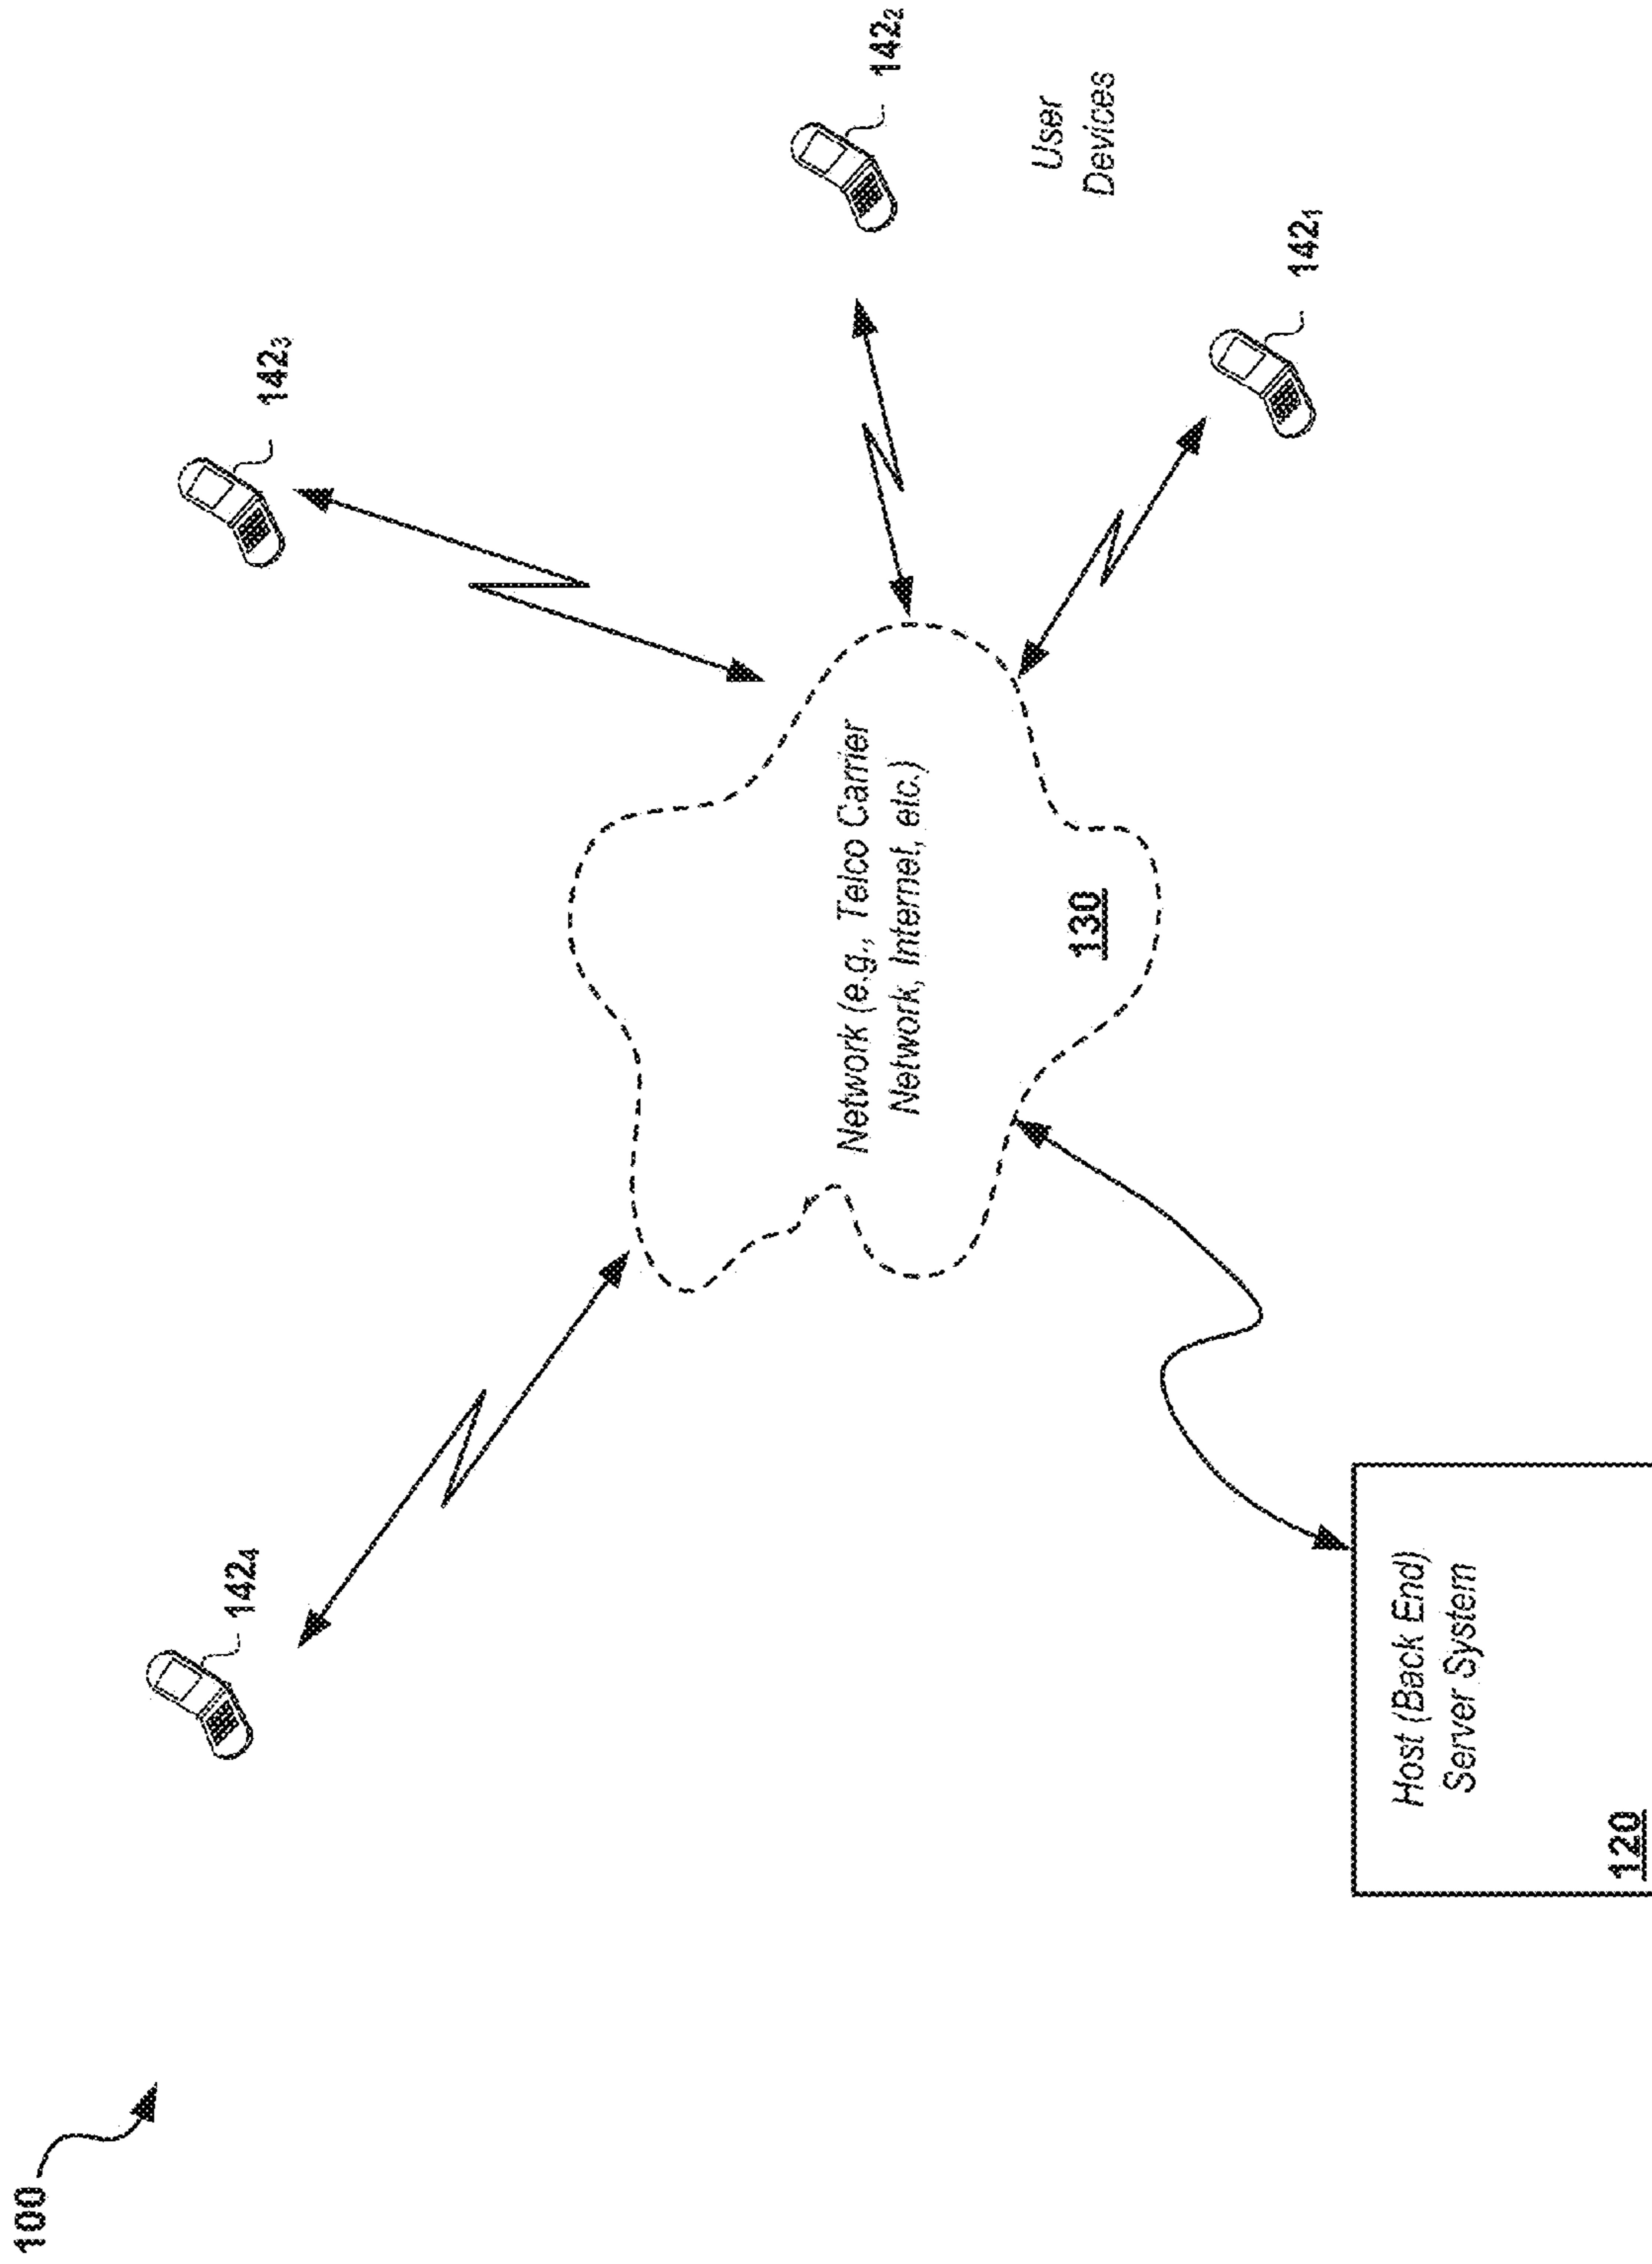 100
142₄
142₃
142₂
User
Devices
142₁
Network (e.g., Telco Carrier
Network, Internet, etc.)
130
Host (Back End)
Server System
120